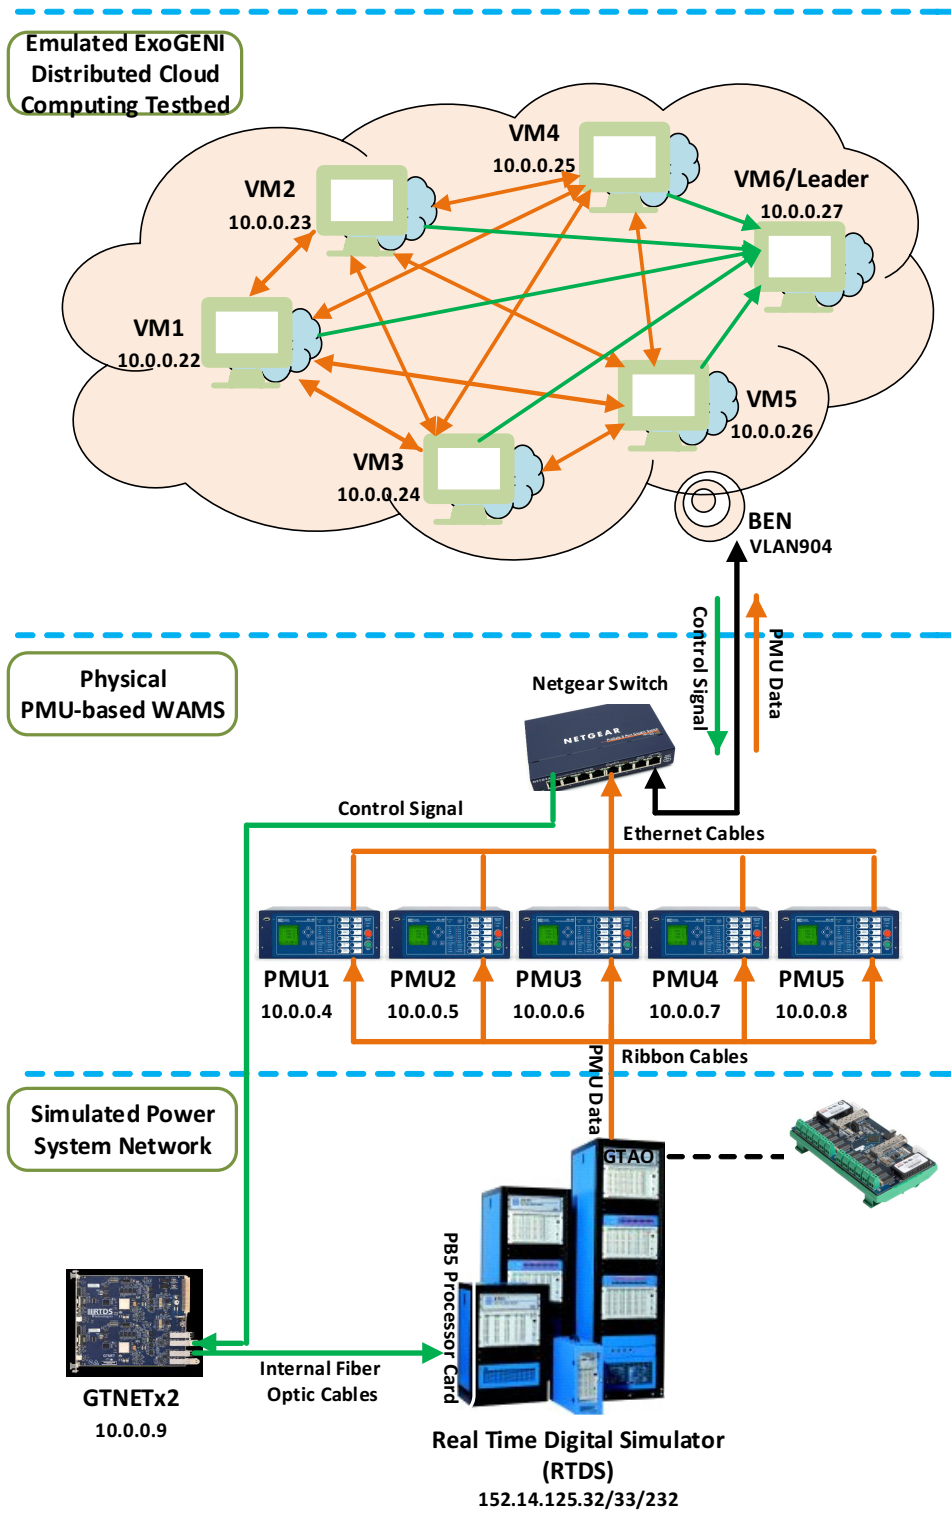 Emulated ExoGENI
Distributed Cloud
Computing Testbed
VM4
10.0.0.25
VM2
10.0.0.23
VM6/Leader
10.0.0.27
VM1
10.0.0.22
VM5
10.0.0.26
VM3
10.0.0.24
BEN
VLAN904
Control Signal
PMU Data
Physical
PMU-based WAMS
Netgear Switch
NETGEAR
Control Signal
Ethernet Cables
PMU1
10.0.0.4
PMU2
10.0.0.5
PMU3
10.0.0.6
PMU4
10.0.0.7
PMU5
10.0.0.8
Ribbon Cables
PMU Data
Simulated Power
System Network
GTAO
PB5 Processor Card
RTDS
Internal Fiber
Optic Cables
GTNETx2
10.0.0.9
Real Time Digital Simulator
(RTDS)
152.14.125.32/33/232